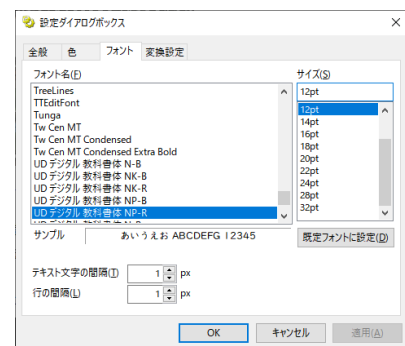 設定ダイアログボックス
全般 色 フォント 変換設定
フォント名(F)
サイズ(S)
TreeLines
TTEditFont
Tunga
Tw Cen MT
Tw Cen MT Condensed
Tw Cen MT Condensed Extra Bold
UD デジタル 教科書体 N-B
UD デジタル 教科書体 NK-B
UD デジタル 教科書体 NK-R
UD デジタル 教科書体 NP-B
UD デジタル 教科書体 NP-R
12pt
12pt
14pt
16pt
18pt
20pt
22pt
24pt
28pt
32pt
サンプル
あいうえお ABCDEFG 12345
既定フォントに設定(D)
テキスト文字の間隔(T) 1 px
行の間隔(L) 1 px
OK キャンセル 適用(A)